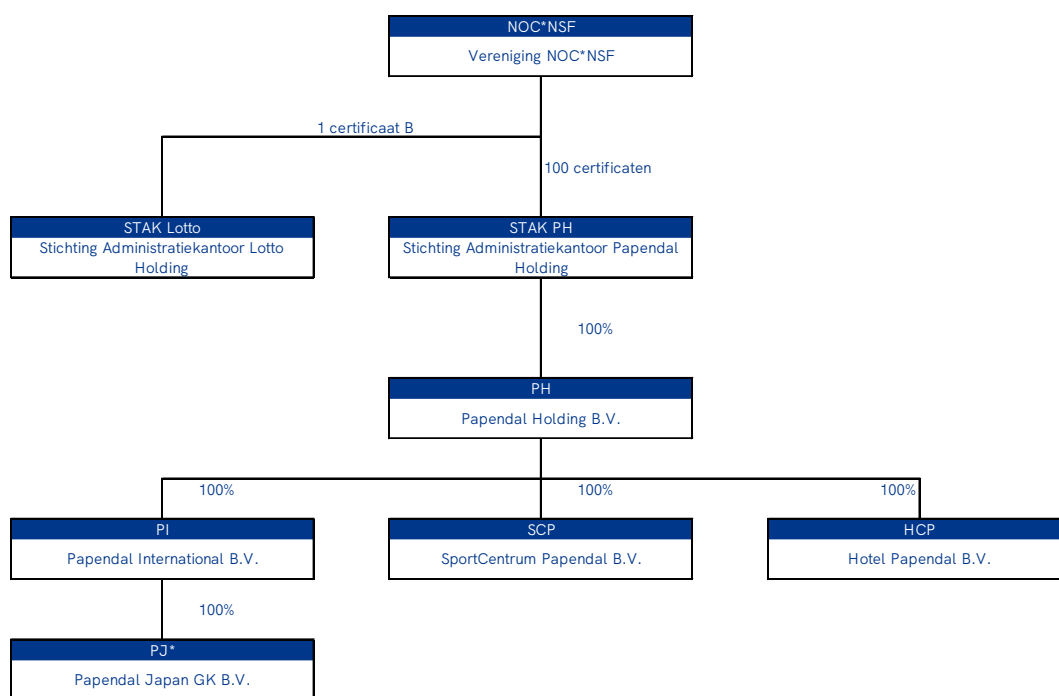 NOC*NSF
Vereniging NOC*NSF
1 certificaat B
100 certificaten
STAK Lotto
Stichting Administratiekantoor Lotto
Holding
STAK PH
Stichting Administratiekantoor Papendal
Holding
100%
PH
Papendal Holding B.V.
100%
100%
100%
PI
Papendal International B.V.
SCP
SportCentrum Papendal B.V.
HCP
Hotel Papendal B.V.
100%
PJ*
Papendal Japan GK B.V.